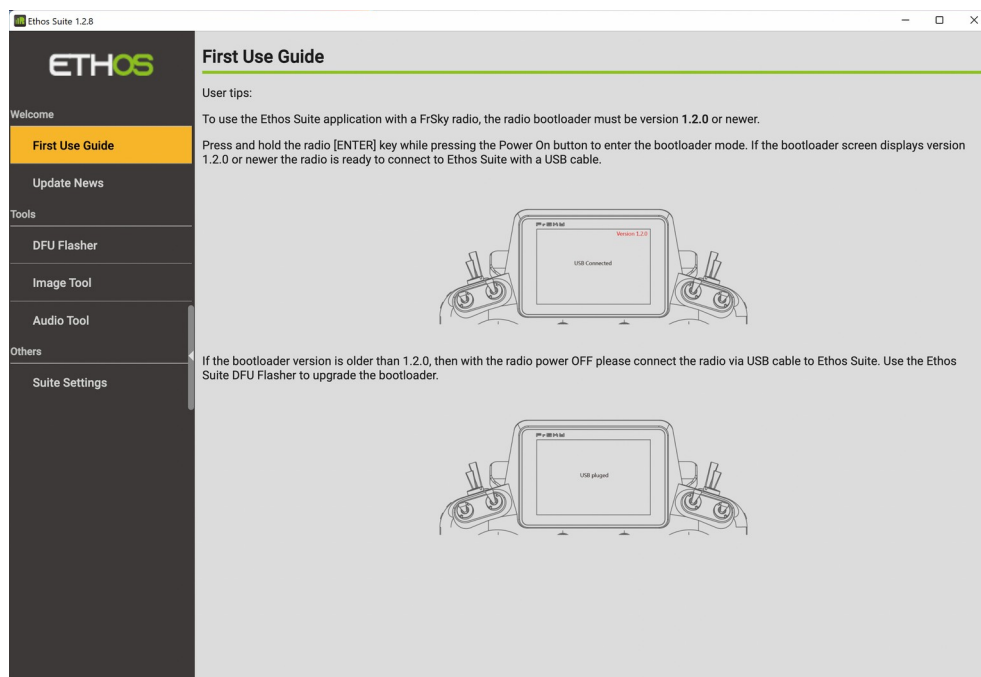 Ethos Suite 1.2.8
ETHOS
Welcome
First Use Guide
Update News
Tools
DFU Flasher
Image Tool
Audio Tool
Others
Suite Settings
First Use Guide
User tips:
To use the Ethos Suite application with a FrSky radio, the radio bootloader must be version 1.2.0 or newer.
Press and hold the radio [ENTER] key while pressing the Power On button to enter the bootloader mode. If the bootloader screen displays version
1.2.0 or newer the radio is ready to connect to Ethos Suite with a USB cable.
FrSKY
Version 1.2.0
USB Connected
If the bootloader version is older than 1.2.0, then with the radio power OFF please connect the radio via USB cable to Ethos Suite. Use the Ethos
Suite DFU Flasher to upgrade the bootloader.
FrSKY
USB pluged